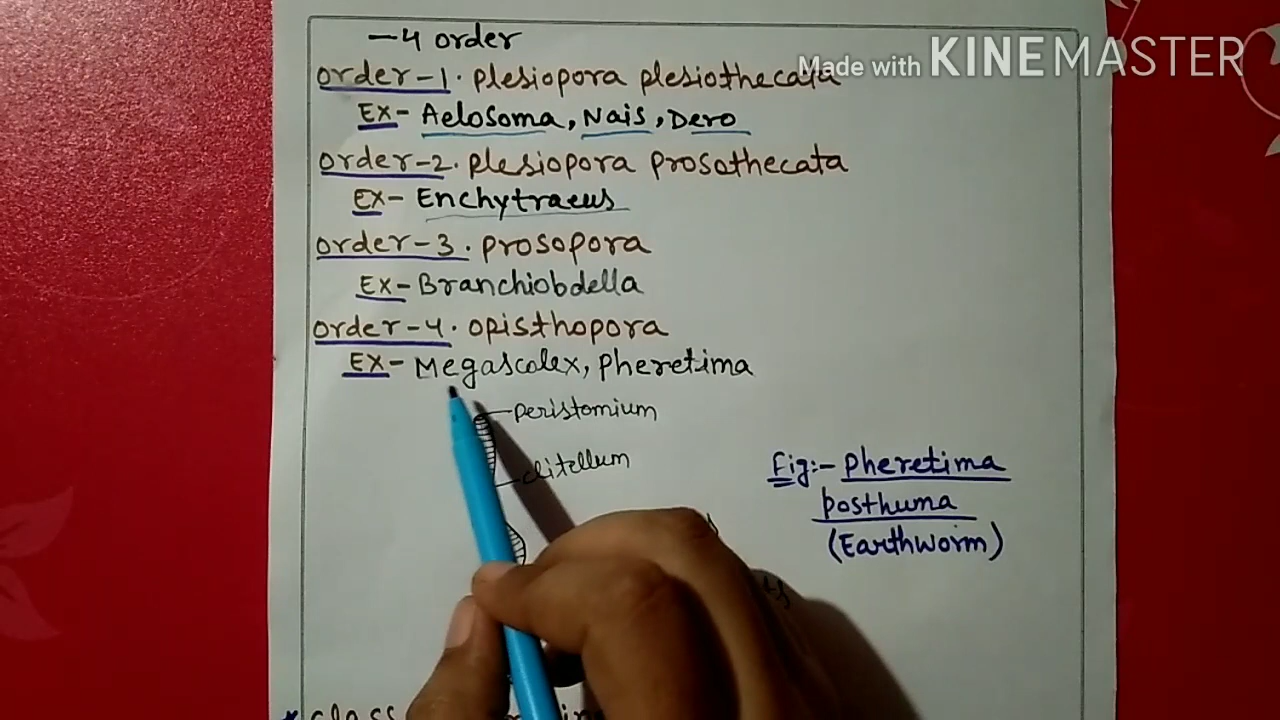 —4 order
Made with KINEMASTER
order-1. plesiopora plesiothecata
Ex- Aelosoma, Nais, Dero
order-2. plesiopora prosothecata
Ex- Enchytraeus
order-3. prosopora
Ex- Branchiobdella
order-4. opisthopora
Ex- Megascolex, pheretima
peristomium
clitellum
Fig:- pheretima
posthuma
(Earthworm)
* class